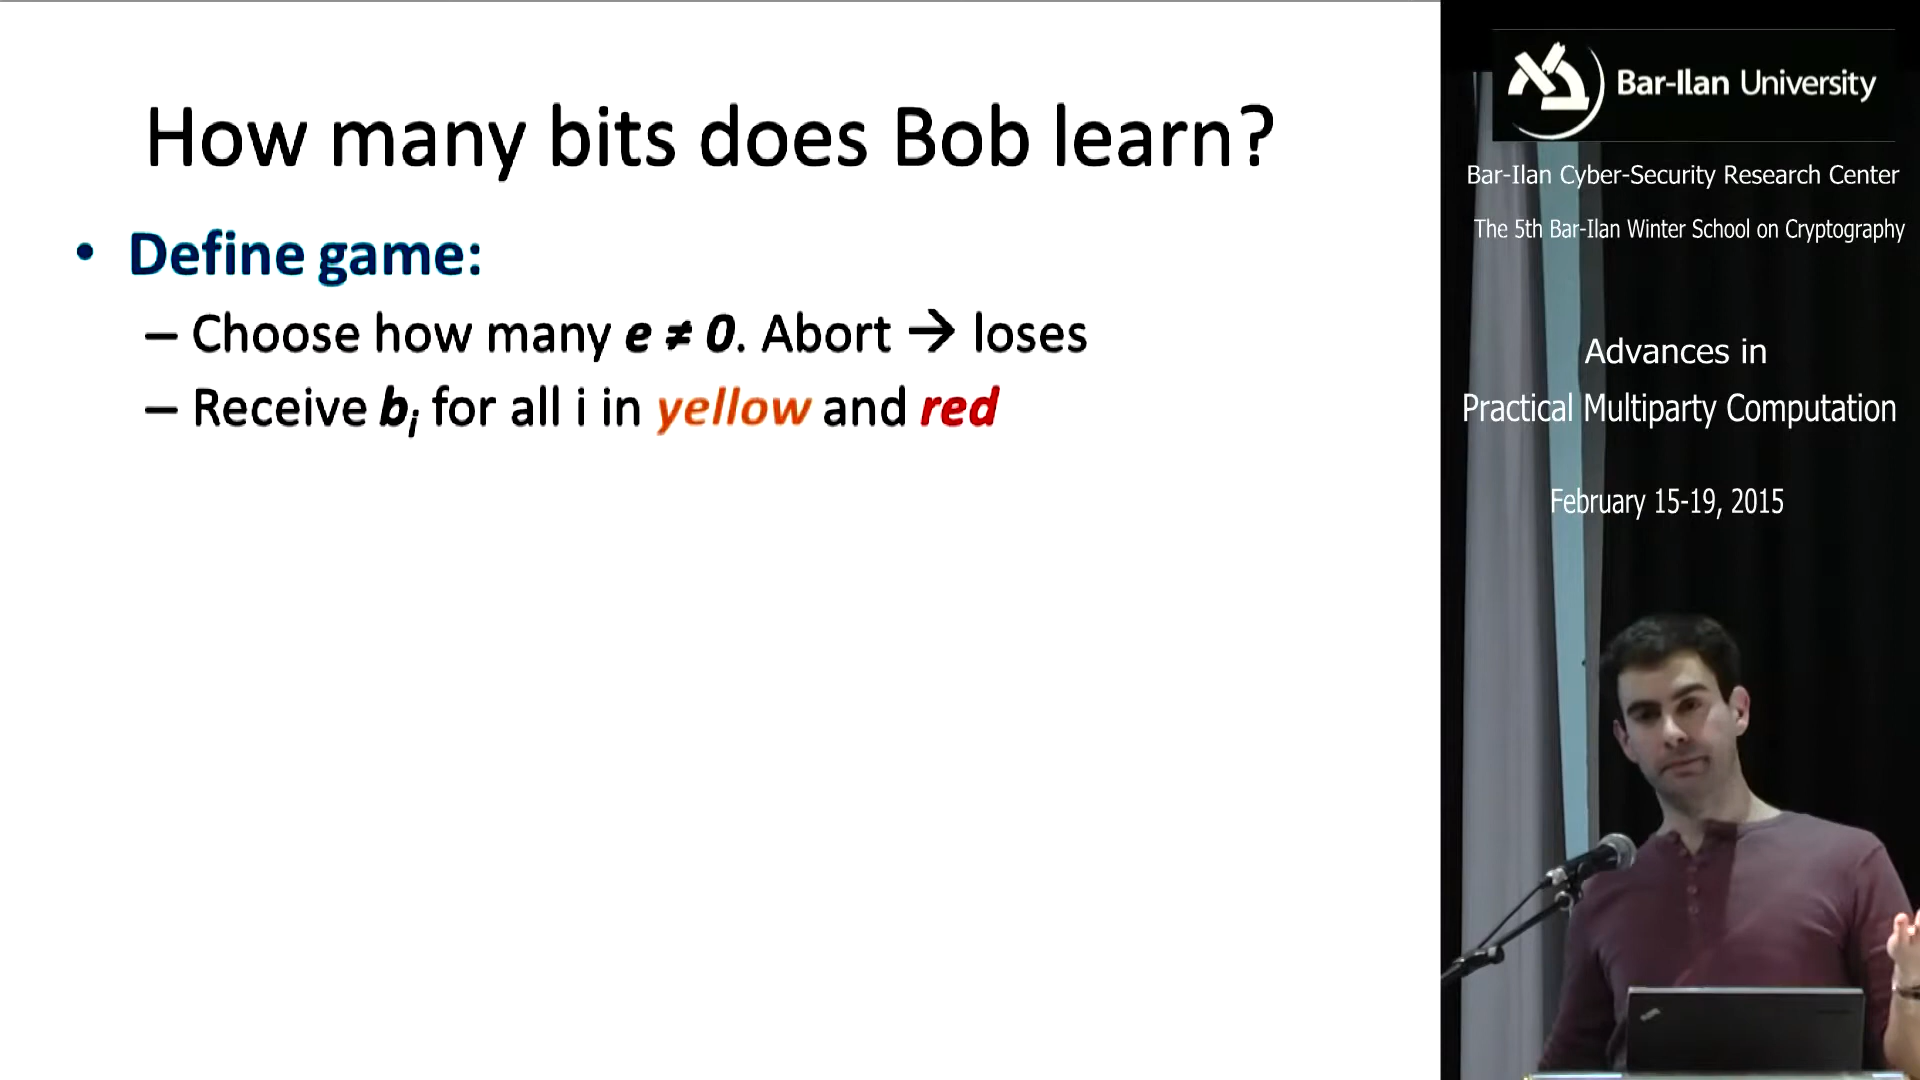 How many bits does Bob learn?
• Define game:
– Choose how many e ≠ 0. Abort → loses
– Receive bᵢ for all i in yellow and red
Bar-Ilan University
Bar-Ilan Cyber-Security Research Center
The 5th Bar-Ilan Winter School on Cryptography
Advances in
Practical Multiparty Computation
February 15-19, 2015